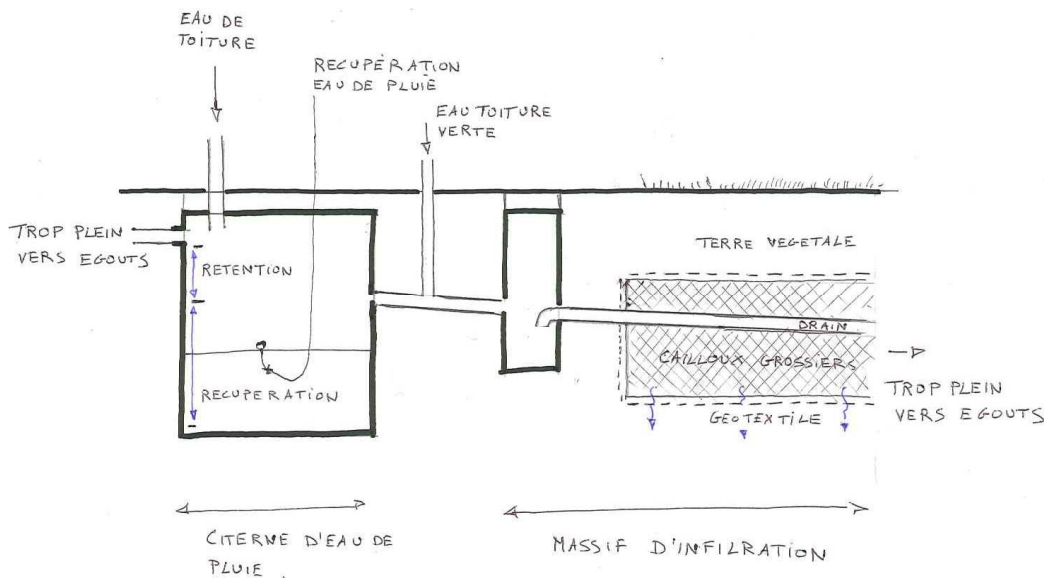 EAU DE
TOITURE
RECUPÉRATION
EAU DE PLUIE
EAU TOITURE
VERTE
TROP PLEIN
VERS EGOUTS
RETENTION
RECUPERATION
TERRE VEGETALE
DRAIN
CAILLOUX GROSSIERS
GEOTEXTILE
TROP PLEIN
VERS EGOUTS
CITERNE D'EAU DE
PLUIE
MASSIF D'INFILRATION